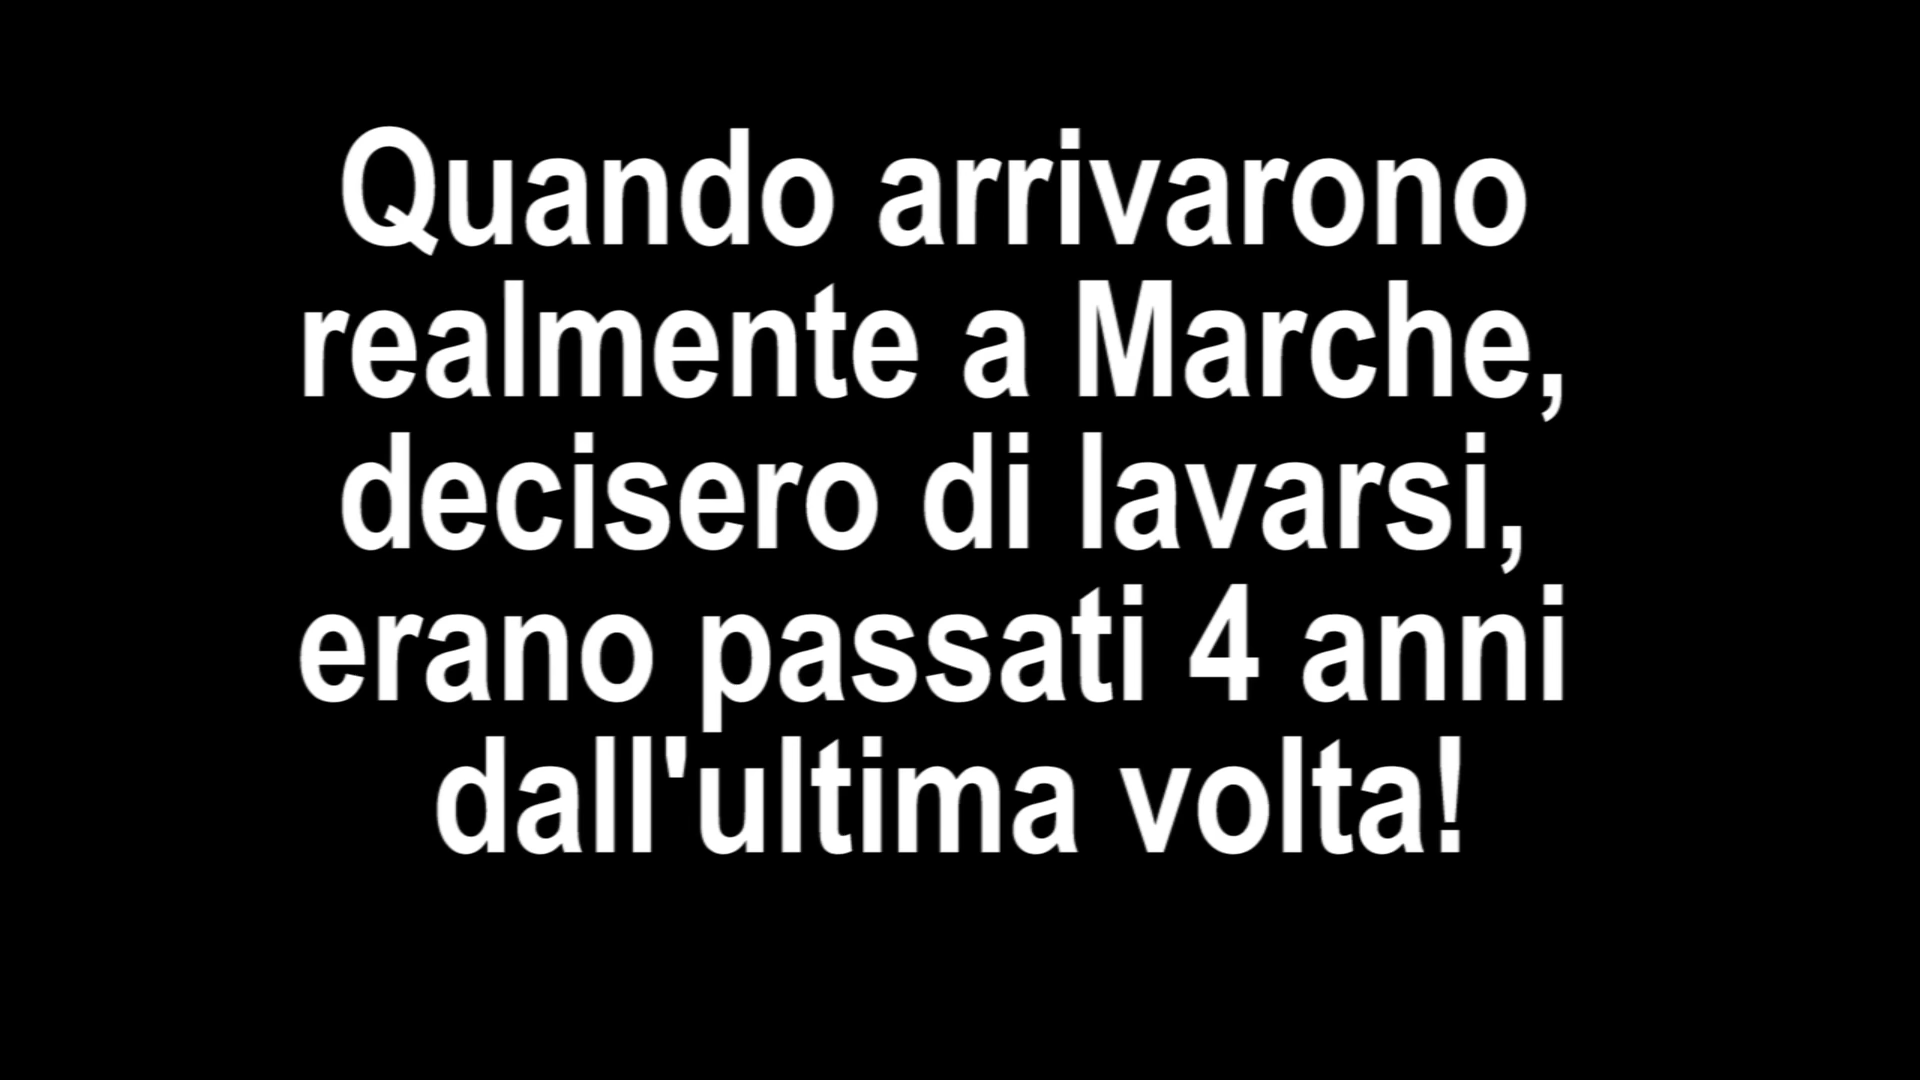 Quando arrivarono
realmente a Marche,
decisero di lavarsi,
erano passati 4 anni
dall'ultima volta!